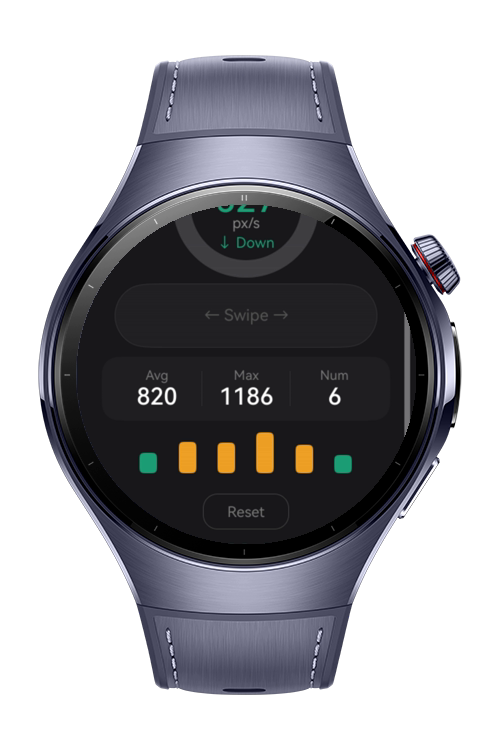 px/s
↓ Down
← Swipe →
Avg Max Num
820 1186 6
Reset